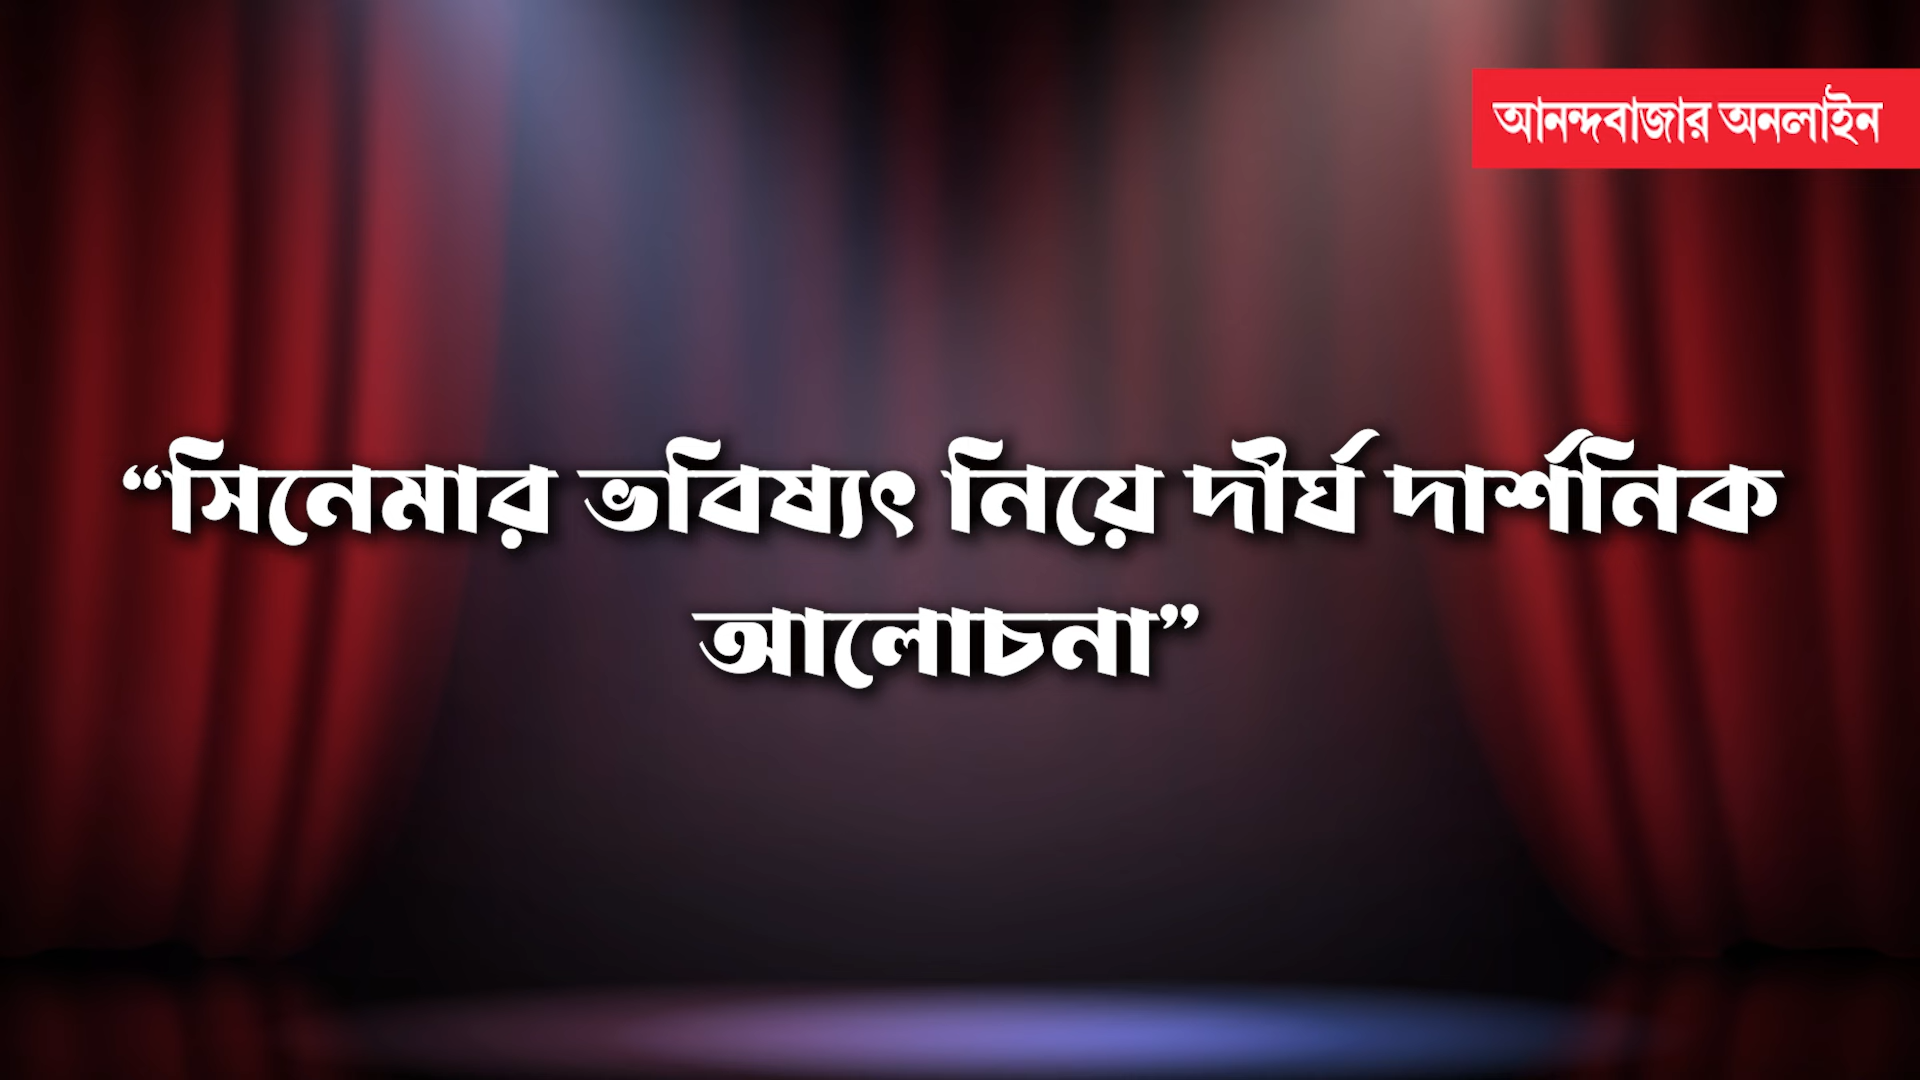 আনন্দবাজার অনলাইন
“সিনেমার ভবিষ্যৎ নিয়ে দীর্ঘ দার্শনিক
আলোচনা”